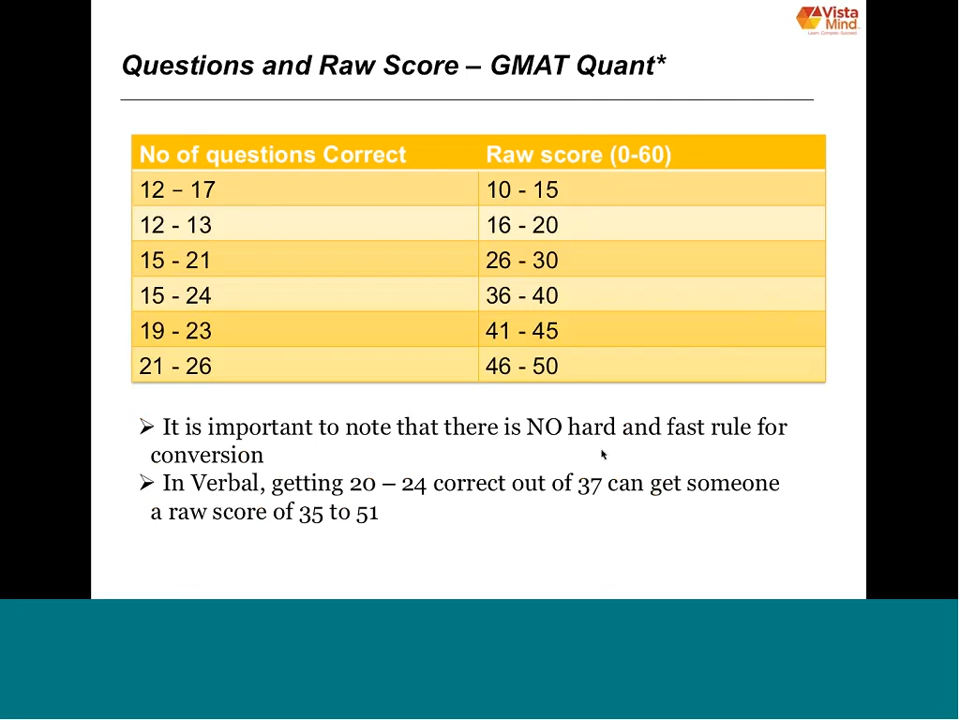 Vista
Mind
Learn. Compete. Succeed.
Questions and Raw Score – GMAT Quant*
No of questions Correct Raw score (0-60)
12 – 17 10 - 15
12 - 13 16 - 20
15 - 21 26 - 30
15 - 24 36 - 40
19 - 23 41 - 45
21 - 26 46 - 50
➢ It is important to note that there is NO hard and fast rule for
conversion
➢ In Verbal, getting 20 – 24 correct out of 37 can get someone
a raw score of 35 to 51